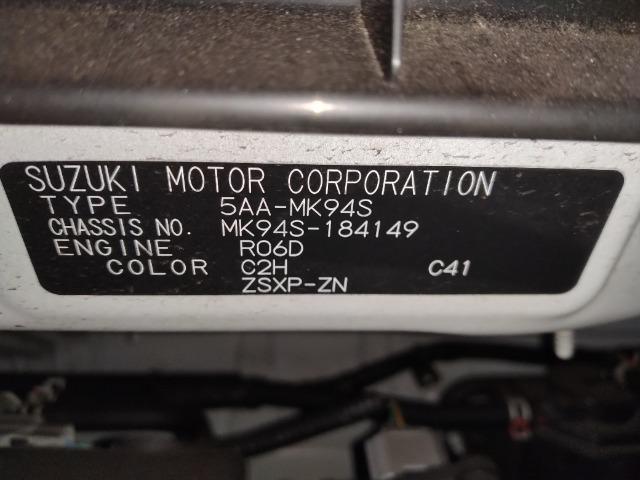 SUZUKI MOTOR CORPORATION
TYPE 5AA-MK94S
CHASSIS NO. MK94S-184149
ENGINE R06D
COLOR C2H C41
ZSXP-ZN